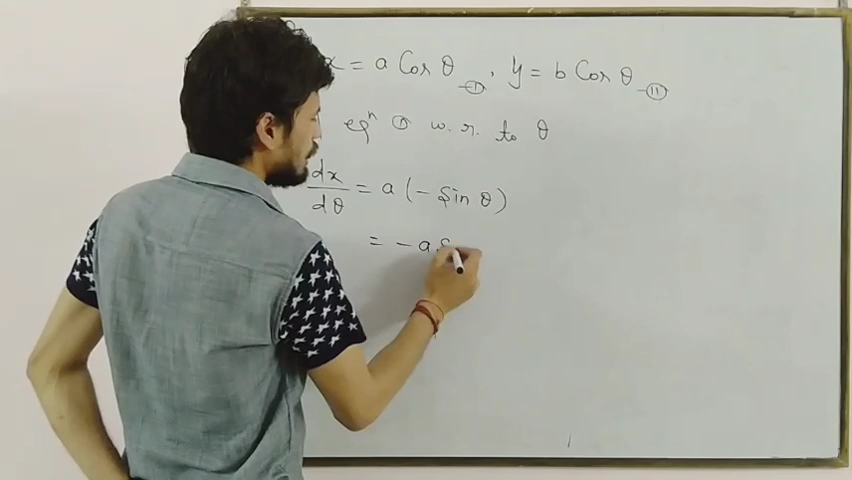 x = a Cos θ —(I), y = b Cos θ —(II)
eqⁿ (I) w.r. to θ
dx/dθ = a (- Sin θ)
= - a S